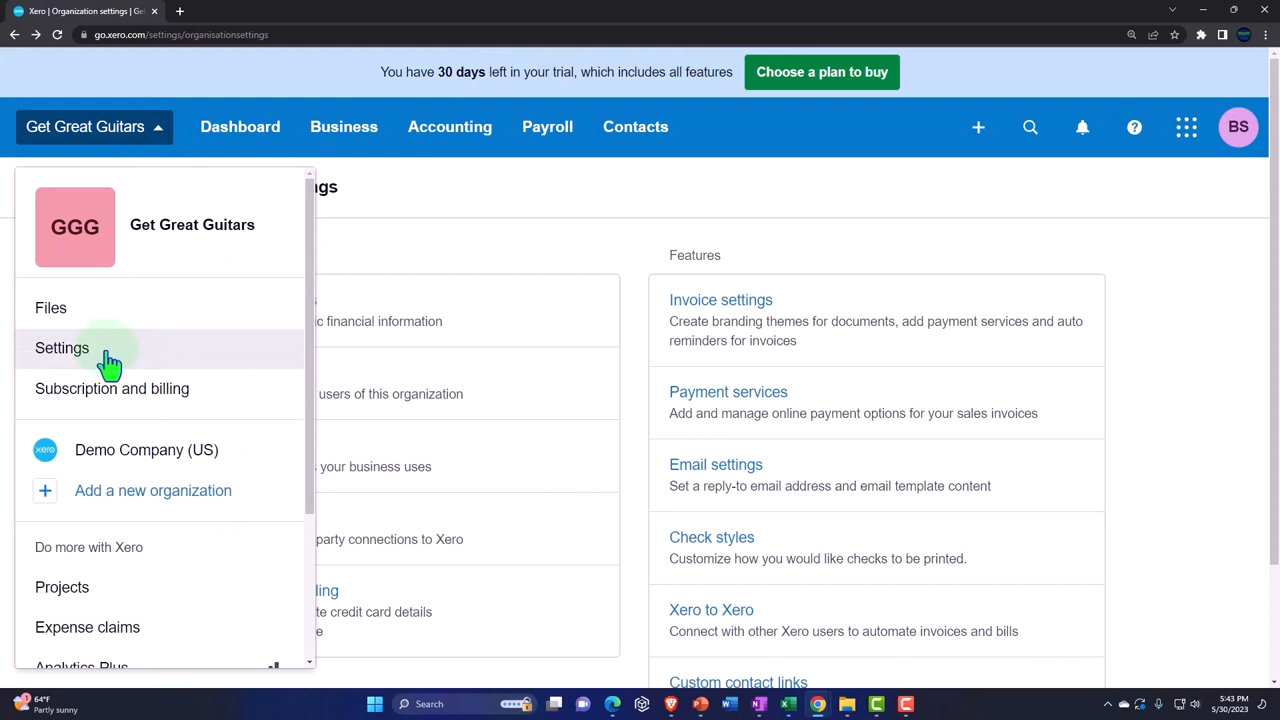 Xero | Organization settings | Get
go.xero.com/settings/organisationsettings
You have 30 days left in your trial, which includes all features
Choose a plan to buy
Get Great Guitars
Dashboard
Business
Accounting
Payroll
Contacts
BS
ngs
GGG
Get Great Guitars
Files
Settings
Subscription and billing
xero
Demo Company (US)
Add a new organization
Do more with Xero
Projects
Expense claims
Analytics Plus
s
ic financial information
users of this organization
s your business uses
party connections to Xero
ling
te credit card details
e
Features
Invoice settings
Create branding themes for documents, add payment services and auto
reminders for invoices
Payment services
Add and manage online payment options for your sales invoices
Email settings
Set a reply-to email address and email template content
Check styles
Customize how you would like checks to be printed.
Xero to Xero
Connect with other Xero users to automate invoices and bills
Custom contact links
1
64°F
Partly sunny
Search
5:43 PM
5/30/2023